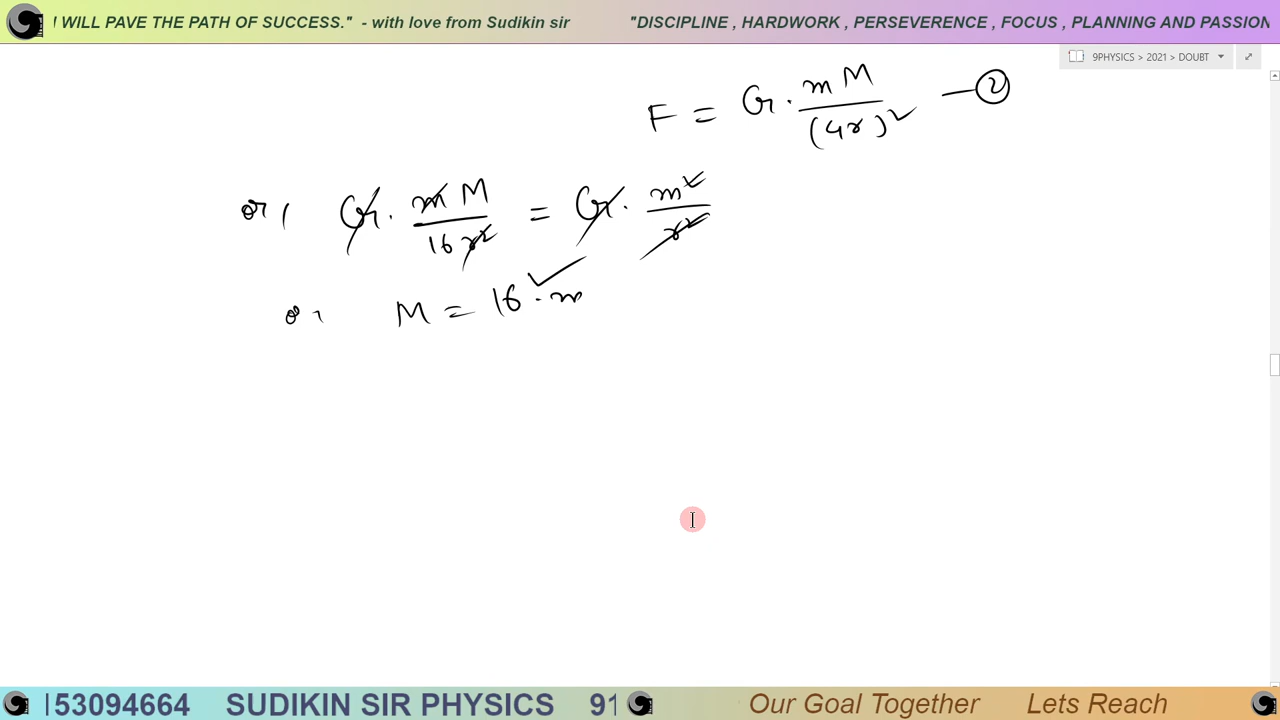 I WILL PAVE THE PATH OF SUCCESS." - with love from Sudikin sir "DISCIPLINE , HARDWORK , PERSEVERENCE , FOCUS , PLANNING AND PASSION
9PHYSICS > 2021 > DOUBT
F = G · mM/(4r)² — ②
or, G · mM/16r² = G · m²/r²
or, M = 16 · m
153094664 SUDIKIN SIR PHYSICS 91 Our Goal Together Lets Reach